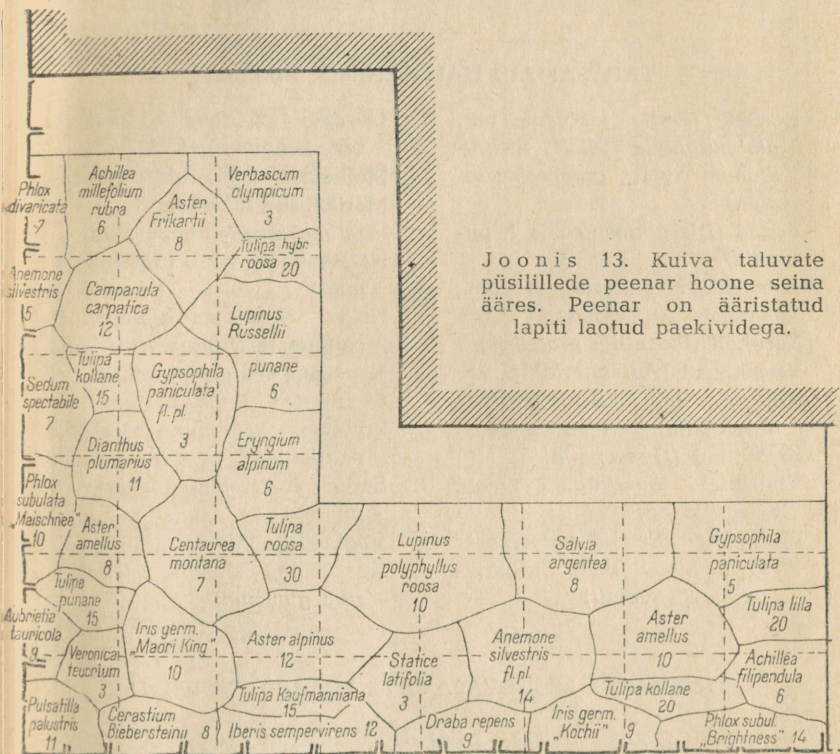 Phlox
divaricata
7
Achillea
millefolium
rubra
6
Aster
Frikartii
8
Verbascum
olympicum
3
Tulipa hybr.
roosa 20
Anemone
silvestris
15
Campanula
carpatica
12
Lupinus
Russellii
punane
6
Joonis 13. Kuiva taluvate
püsilillede peenar hoone seina
ääres. Peenar on ääristatud
lapiti laotud paekividega.
Sedum
spectabile
7
Tulipa
kollane
15
Gypsophila
paniculata
fl. pl.
3
Dianthus
plumarius
11
Eryngium
alpinum
6
Phlox
subulata
„Maischnee"
10
Aster
amellus
8
Centaurea
montana
7
Tulipa
roosa
30
Lupinus
polyphyllus
roosa
10
Salvia
argentea
8
Gypsophila
paniculata
5
Tulipa
punane
15
Aubrietia
tauricola
9
Veronica
teucrium
3
Iris germ.
„Maori King"
10
Aster alpinus
12
Statice
latifolia
3
Anemone
silvestris
fl. pl.
14
Aster
amellus
10
Tulipa lilla
20
Achillea
filipendula
6
Pulsatilla
palustris
11
Cerastium
Biebersteinii 8
Tulipa Kaufmanniana
15
Iberis sempervirens 12
Draba repens
9
Iris germ.
„Kochii" 9
Tulipa kollane
20
Phlox subul.
„Brightness" 14